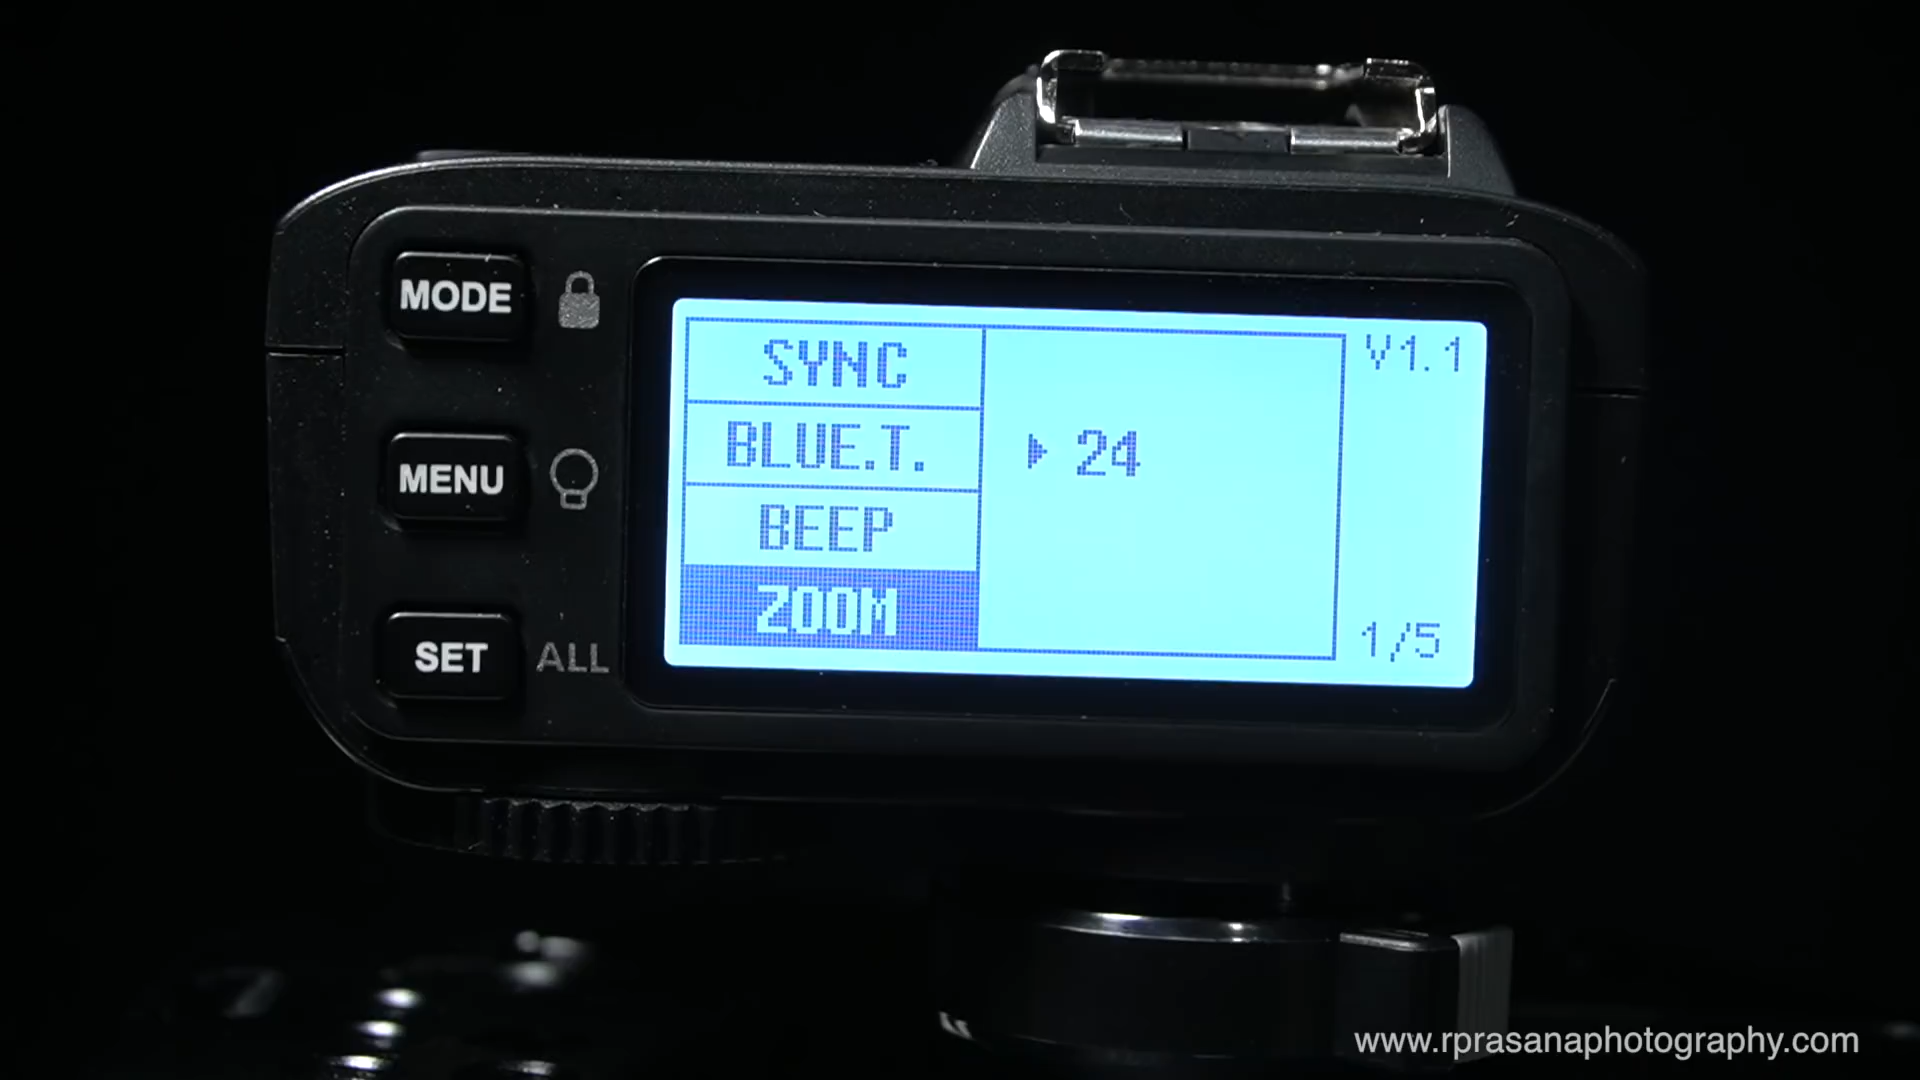 MODE
MENU
SET
ALL
SYNC
BLUE.T.
BEEP
ZOOM
24
V1.1
1/5
www.rprasanaphotography.com